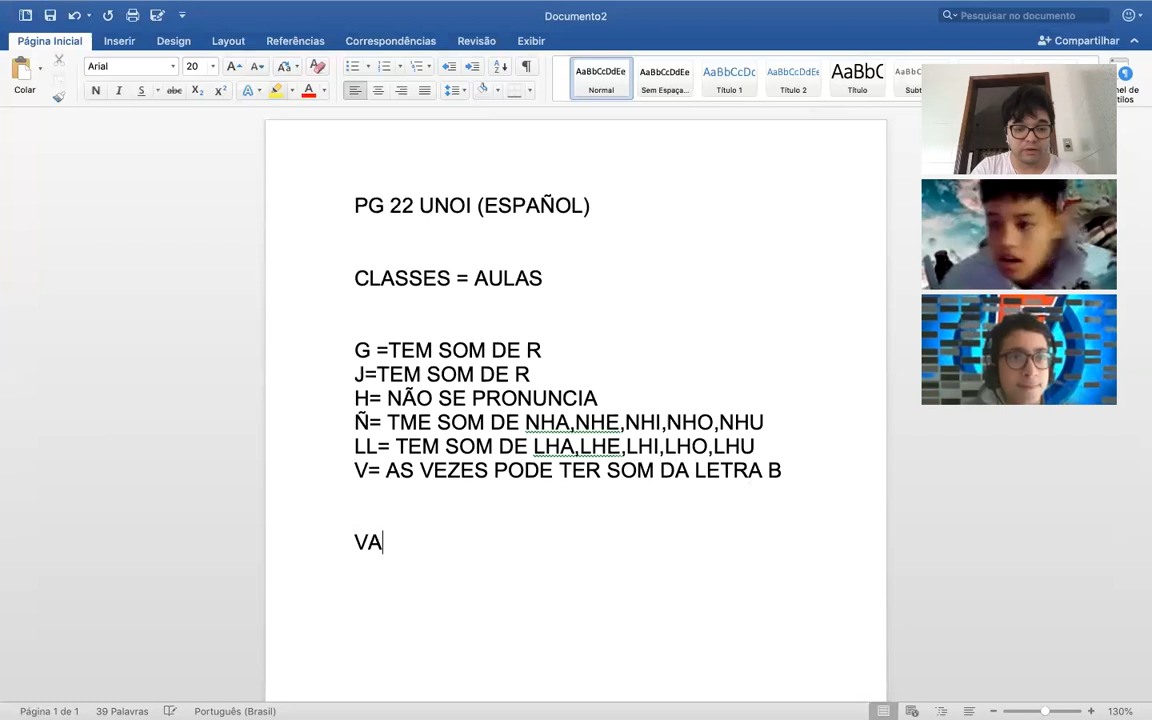 Documento2
Pesquisar no documento
Página Inicial Inserir Design Layout Referências Correspondências Revisão Exibir Compartilhar
Colar
Arial 20
AaBbCcDdEe AaBbCcDdEe AaBbCcDc AaBbCcDdEe AaBbC AaBbCc
Normal Sem Espaça... Título 1 Título 2 Título
PG 22 UNOI (ESPAÑOL)
CLASSES = AULAS
G =TEM SOM DE R
J=TEM SOM DE R
H= NÃO SE PRONUNCIA
Ñ= TME SOM DE NHA,NHE,NHI,NHO,NHU
LL= TEM SOM DE LHA,LHE,LHI,LHO,LHU
V= AS VEZES PODE TER SOM DA LETRA B
VA
Página 1 de 1 39 Palavras Português (Brasil) 130%